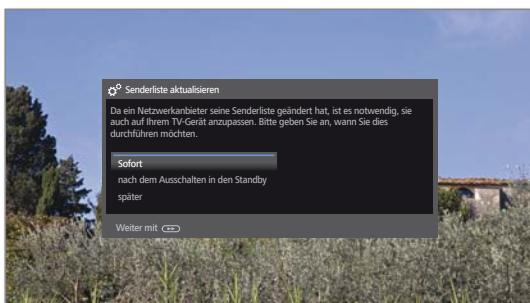 Senderliste aktualisieren
Da ein Netzwerkanbieter seine Senderliste geändert hat, ist es notwendig, sie
auch auf Ihrem TV-Gerät anzupassen. Bitte geben Sie an, wann Sie dies
durchführen möchten.
Sofort
nach dem Ausschalten in den Standby
später
Weiter mit